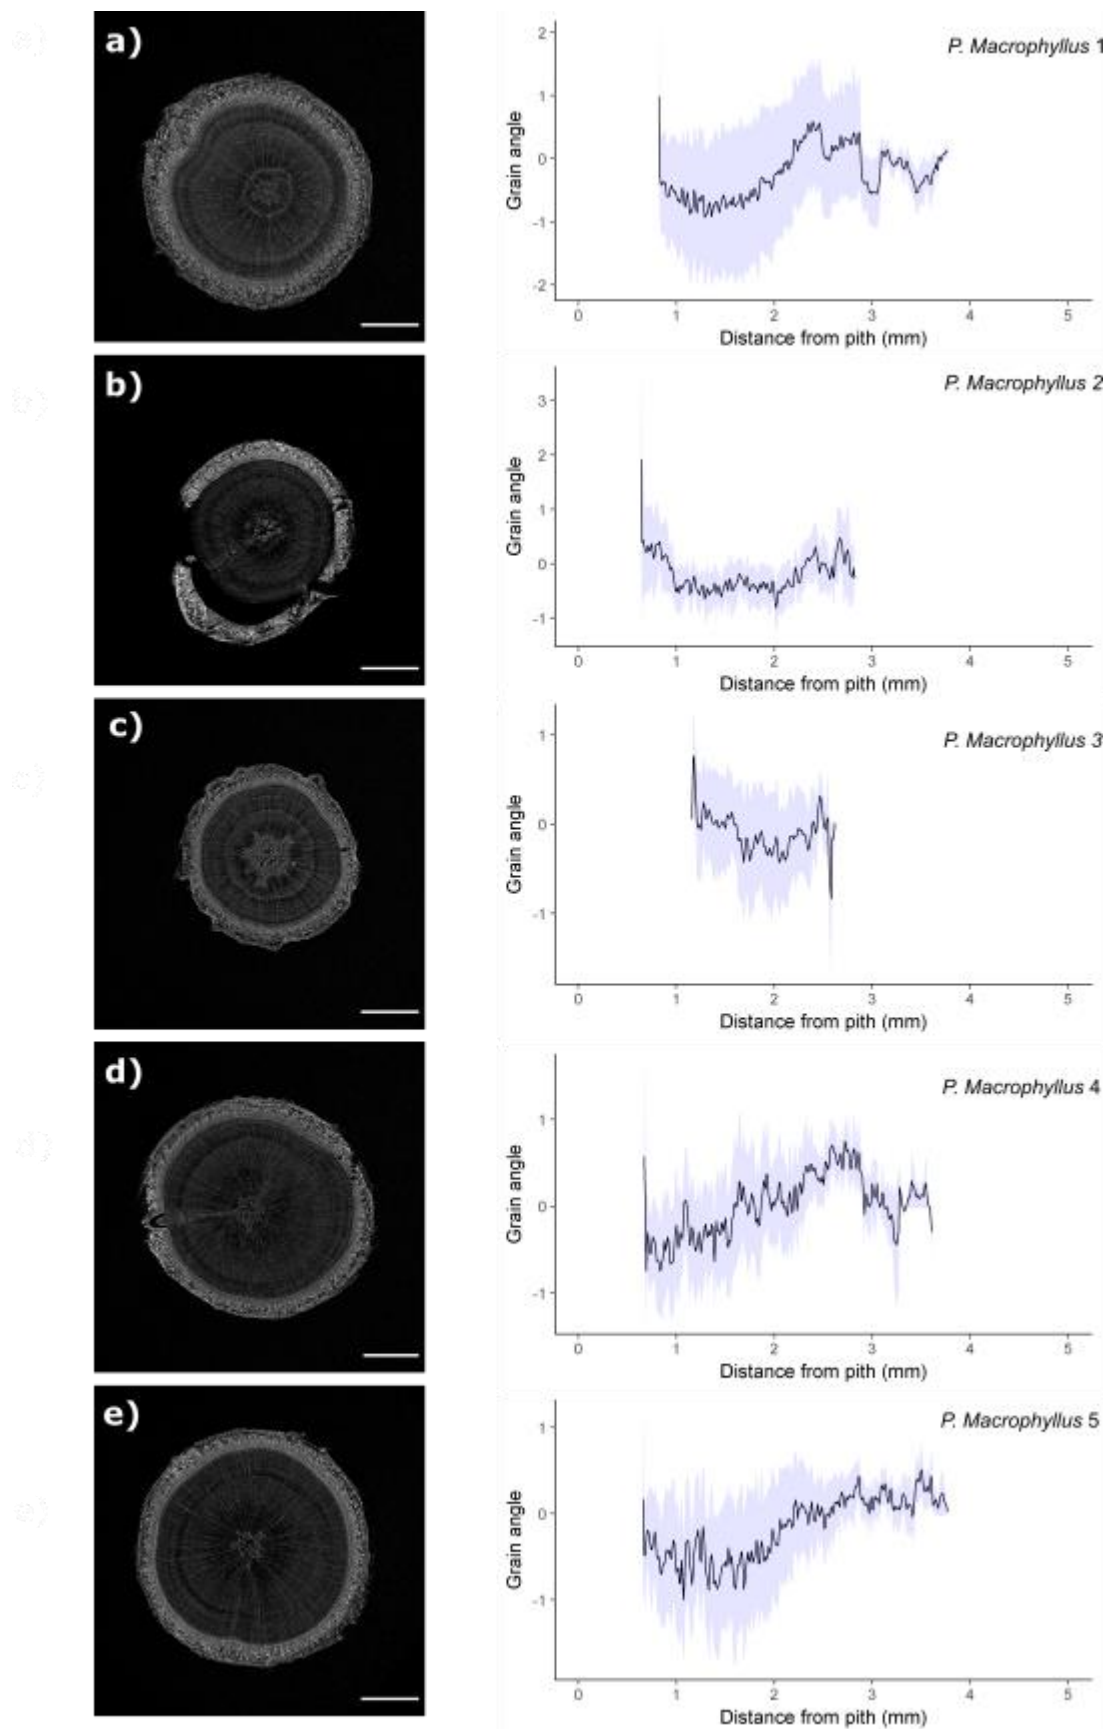 a)
P. Macrophyllus 1
Grain angle
2
1
0
-1
-2
0 1 2 3 4 5
Distance from pith (mm)
b)
P. Macrophyllus 2
Grain angle
3
2
1
0
-1
0 1 2 3 4 5
Distance from pith (mm)
c)
P. Macrophyllus 3
Grain angle
1
0
-1
0 1 2 3 4 5
Distance from pith (mm)
d)
P. Macrophyllus 4
Grain angle
1
0
-1
0 1 2 3 4 5
Distance from pith (mm)
e)
P. Macrophyllus 5
Grain angle
1
0
-1
0 1 2 3 4 5
Distance from pith (mm)